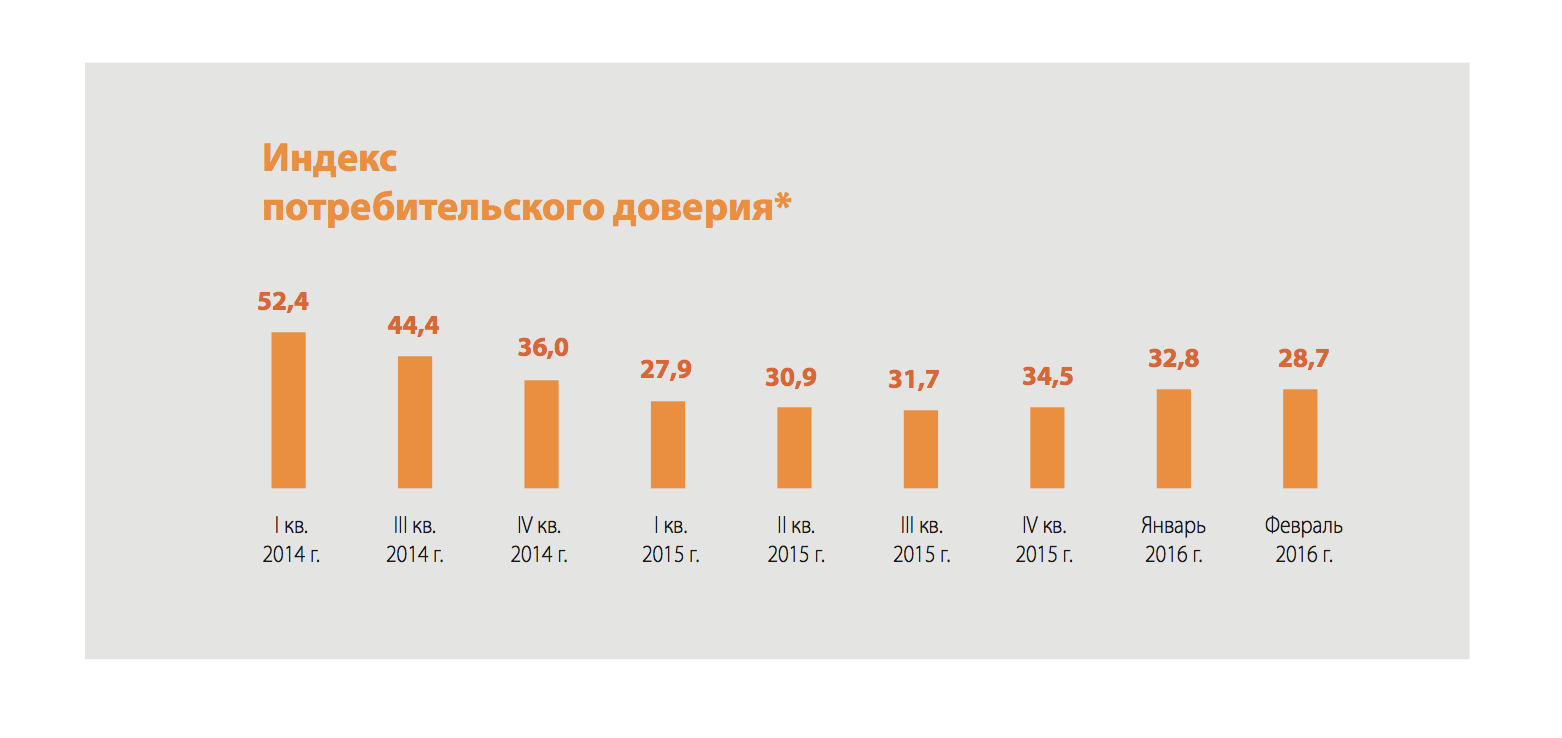 Индекс
потребительского доверия*
52,4
44,4
36,0
27,9
30,9
31,7
34,5
32,8
28,7
I кв.
2014 г.
III кв.
2014 г.
IV кв.
2014 г.
I кв.
2015 г.
II кв.
2015 г.
III кв.
2015 г.
IV кв.
2015 г.
Январь
2016 г.
Февраль
2016 г.